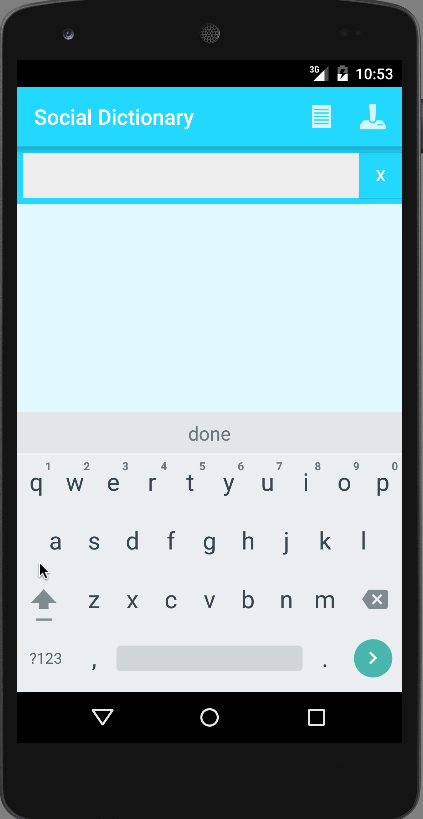 3G 10:53
Social Dictionary
x
done
1 2 3 4 5 6 7 8 9 0
q w e r t y u i o p
a s d f g h j k l
z x c v b n m
?123 , .